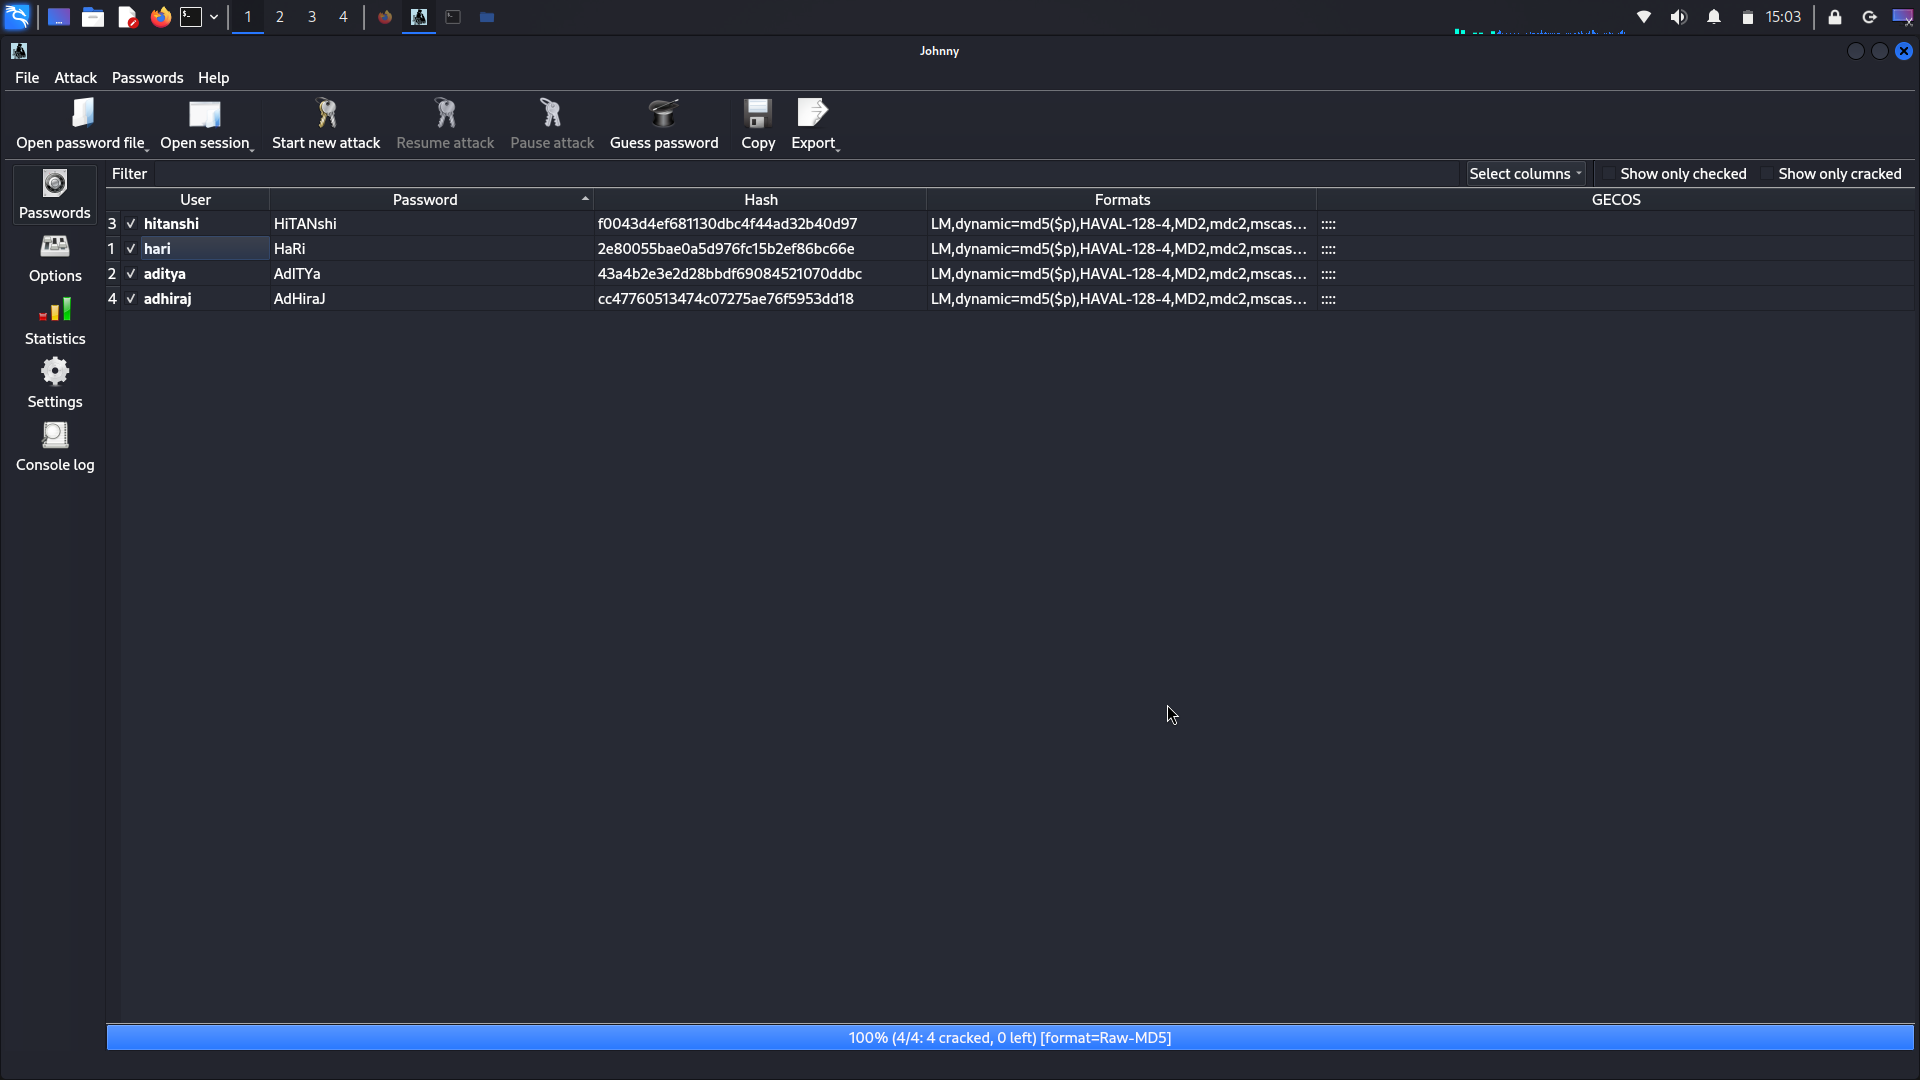 1 2 3 4 15:03
Johnny
File Attack Passwords Help
Open password file Open session Start new attack Resume attack Pause attack Guess password Copy Export
Filter Select columns Show only checked Show only cracked
Passwords
Options
Statistics
Settings
Console log
User Password Hash Formats GECOS
3 hitanshi HiTANshi f0043d4ef681130dbc4f44ad32b40d97 LM,dynamic=md5($p),HAVAL-128-4,MD2,mdc2,mscas... ::::
1 hari HaRi 2e80055bae0a5d976fc15b2ef86bc66e LM,dynamic=md5($p),HAVAL-128-4,MD2,mdc2,mscas... ::::
2 aditya AdITYa 43a4b2e3e2d28bbdf69084521070ddbc LM,dynamic=md5($p),HAVAL-128-4,MD2,mdc2,mscas... ::::
4 adhiraj AdHiraJ cc47760513474c07275ae76f5953dd18 LM,dynamic=md5($p),HAVAL-128-4,MD2,mdc2,mscas... ::::
100% (4/4: 4 cracked, 0 left) [format=Raw-MD5]